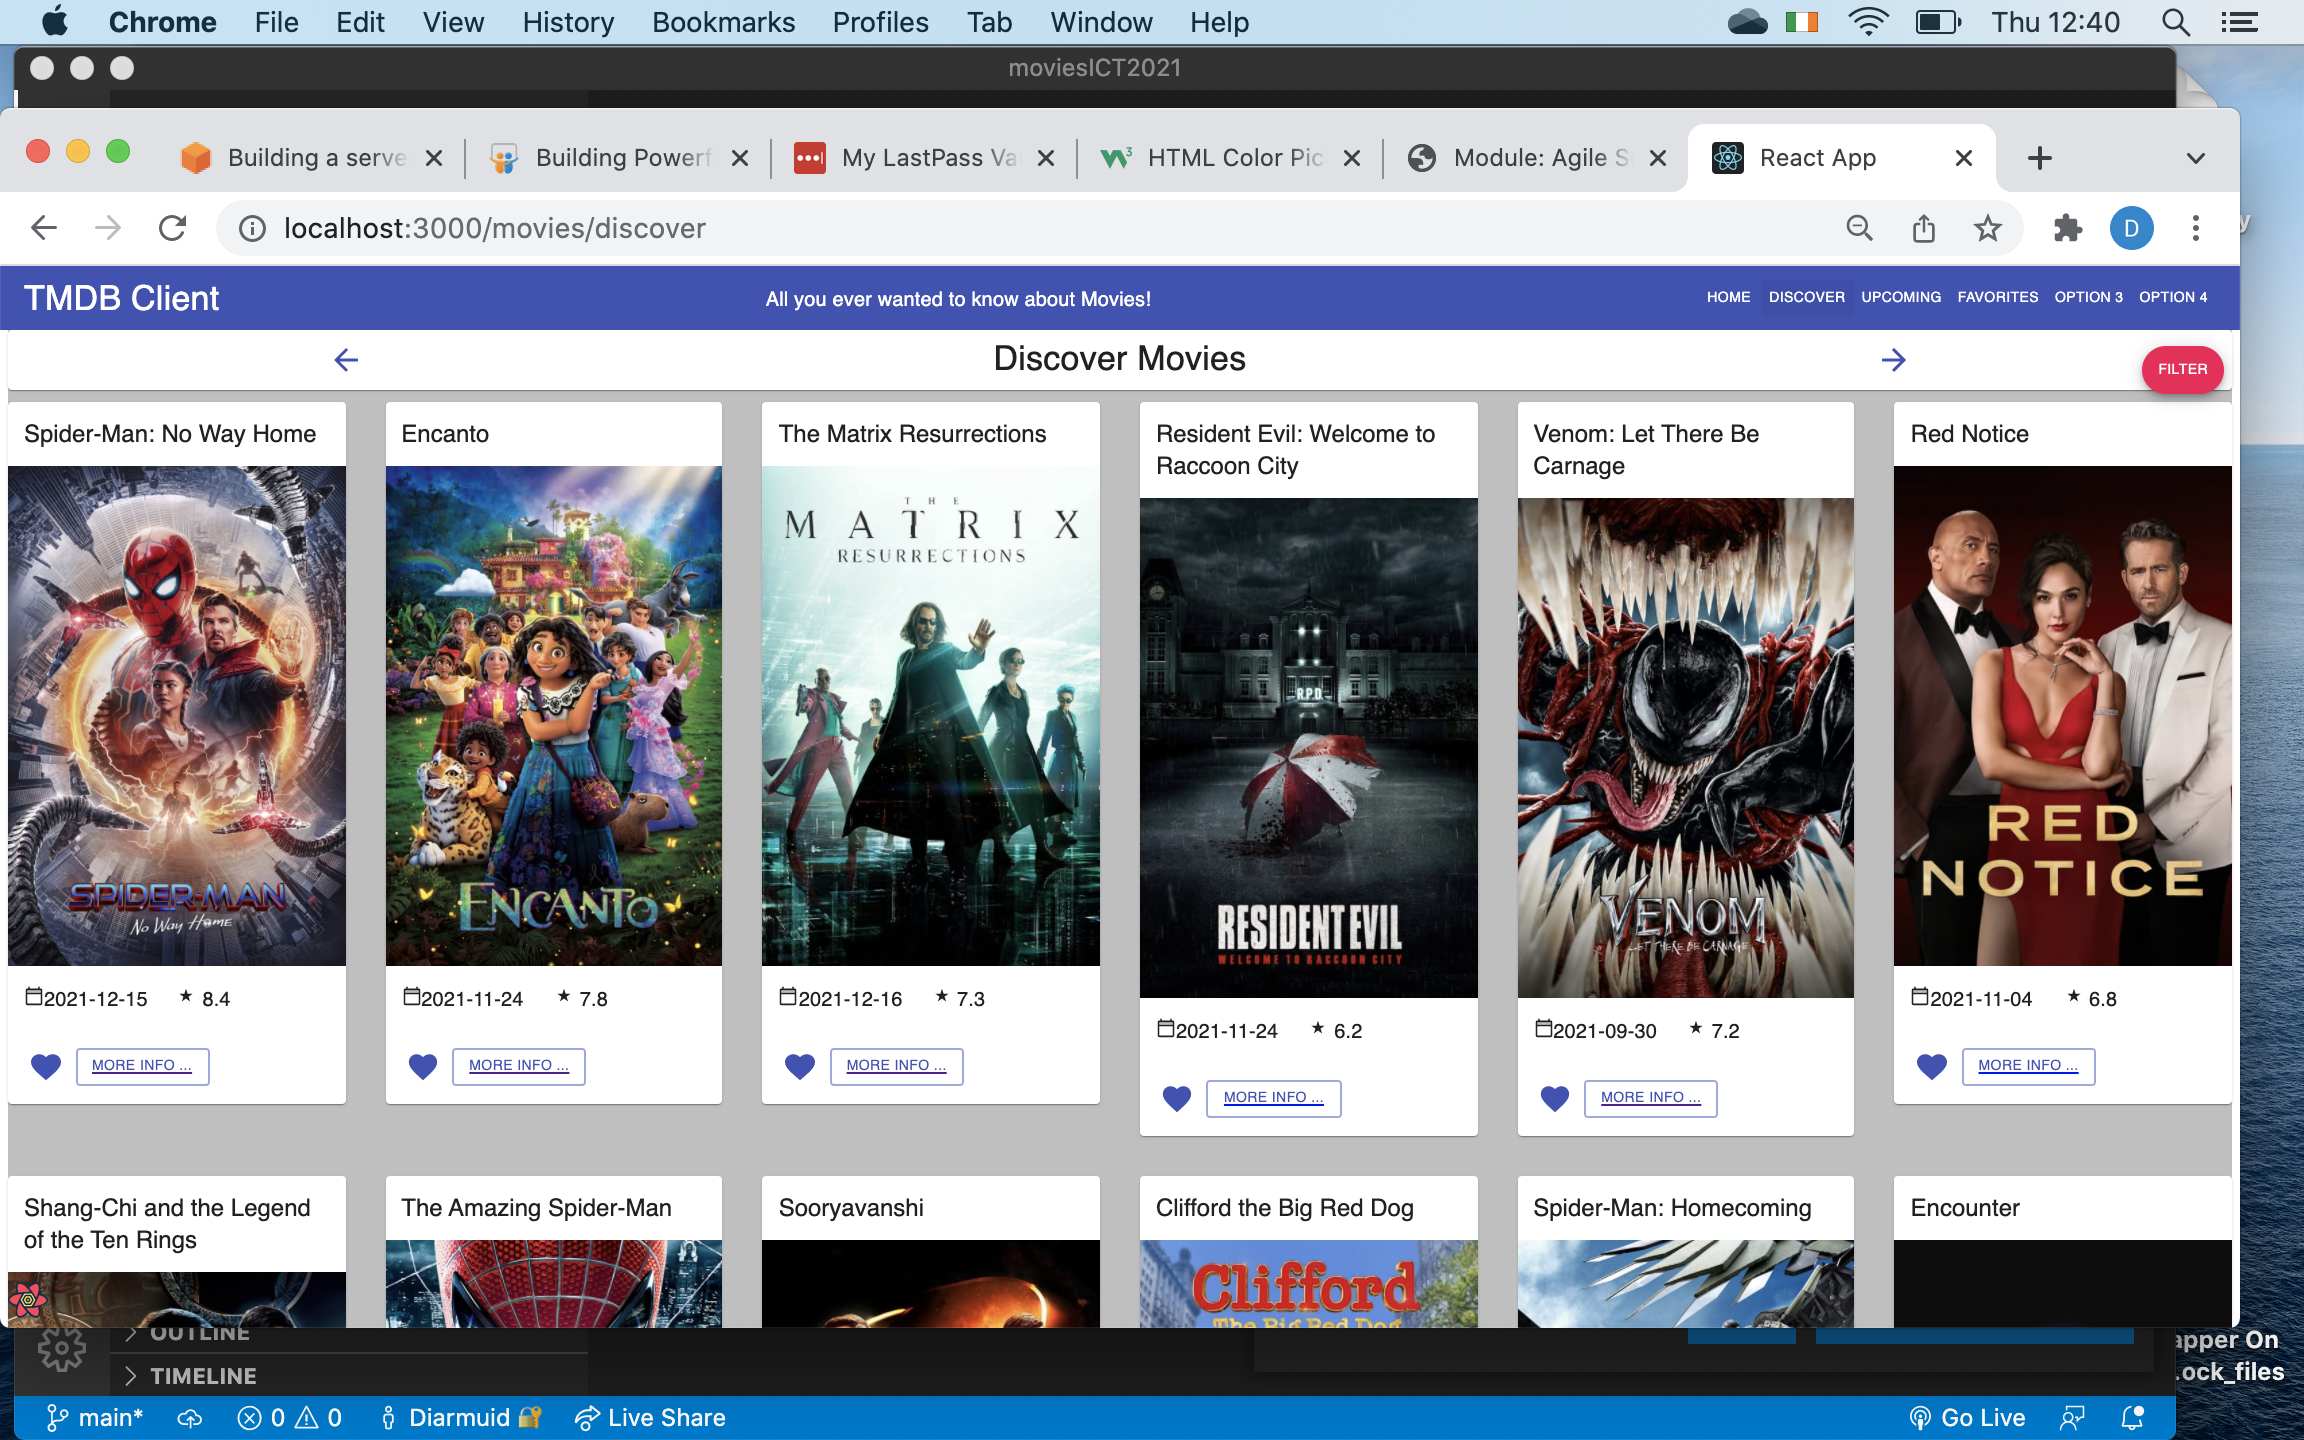 Chrome File Edit View History Bookmarks Profiles Tab Window Help Thu 12:40
moviesICT2021
Building a serve
Building Powerf
My LastPass Va
HTML Color Pic
Module: Agile S
React App
localhost:3000/movies/discover
D
TMDB Client
All you ever wanted to know about Movies!
HOME DISCOVER UPCOMING FAVORITES OPTION 3 OPTION 4
Discover Movies
FILTER
Spider-Man: No Way Home
SPIDER-MAN
No Way Home
2021-12-15 8.4
MORE INFO ...
Encanto
ENCANTO
2021-11-24 7.8
MORE INFO ...
The Matrix Resurrections
THE
MATRIX
RESURRECTIONS
2021-12-16 7.3
MORE INFO ...
Resident Evil: Welcome to
Raccoon City
R.P.D.
RESIDENT EVIL
WELCOME TO RACCOON CITY
2021-11-24 6.2
MORE INFO ...
Venom: Let There Be
Carnage
VENOM
LET THERE BE CARNAGE
2021-09-30 7.2
MORE INFO ...
Red Notice
RED
NOTICE
2021-11-04 6.8
MORE INFO ...
Shang-Chi and the Legend
of the Ten Rings
The Amazing Spider-Man
Sooryavanshi
Clifford the Big Red Dog
Clifford
The Big Red Dog
Spider-Man: Homecoming
Encounter
OUTLINE
TIMELINE
apper On
ock_files
main* 0 0 Diarmuid Live Share Go Live